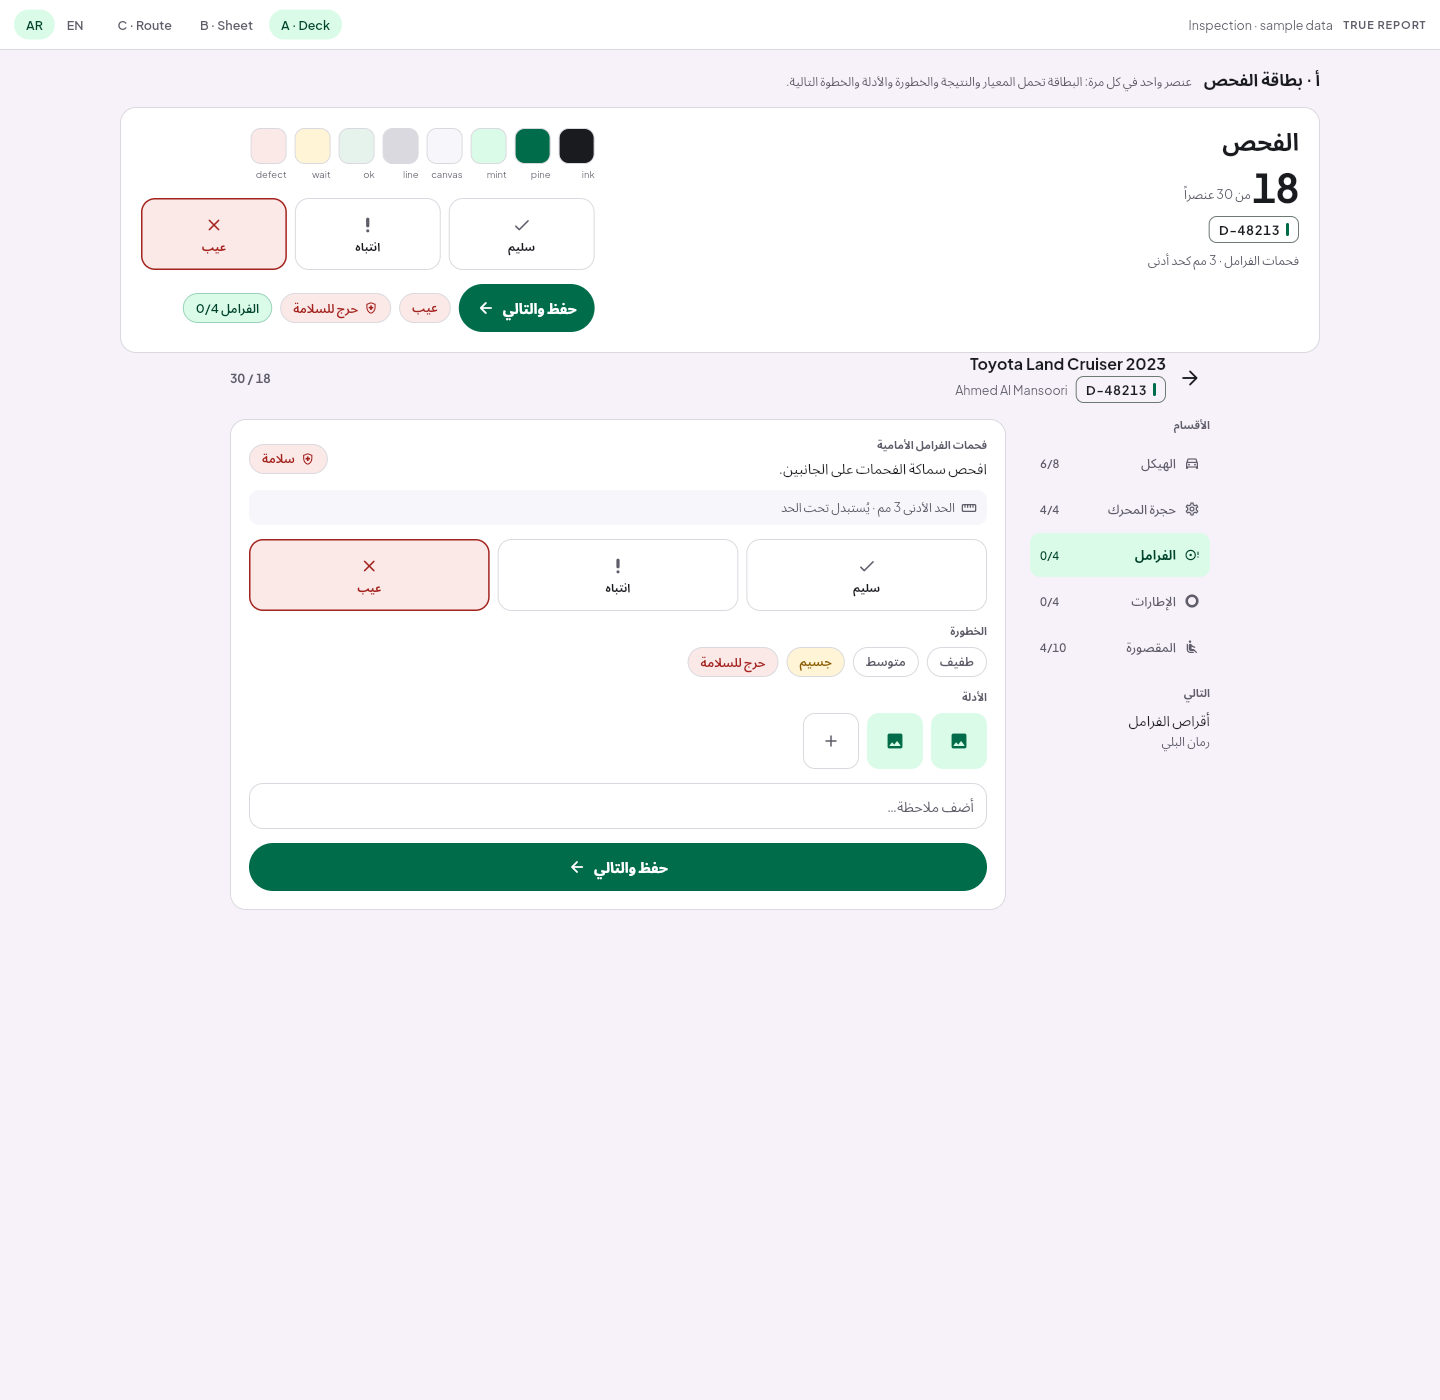 TRUE REPORT Inspection · sample data
A · Deck B · Sheet C · Route EN AR
أ · بطاقة الفحص عنصر واحد في كل مرة: البطاقة تحمل المعيار والنتيجة والخطورة والأدلة والخطوة التالية.
الفحص
18 من 30 عنصراً
D-48213
فحمات الفرامل · 3 مم كحد أدنى
ink pine mint canvas line ok wait defect
سليم انتباه عيب
حفظ والتالي عيب حرج للسلامة الفرامل 0/4
Toyota Land Cruiser 2023
D-48213 Ahmed Al Mansoori
30 / 18
الأقسام
الهيكل 6/8
حجرة المحرك 4/4
الفرامل 0/4
الإطارات 0/4
المقصورة 4/10
التالي
أقراص الفرامل
رمان البلي
فحمات الفرامل الأمامية
افحص سماكة الفحمات على الجانبين.
سلامة
الحد الأدنى 3 مم · يُستبدل تحت الحد
سليم انتباه عيب
الخطورة
طفيف متوسط جسيم حرج للسلامة
الأدلة
أضف ملاحظة...
حفظ والتالي